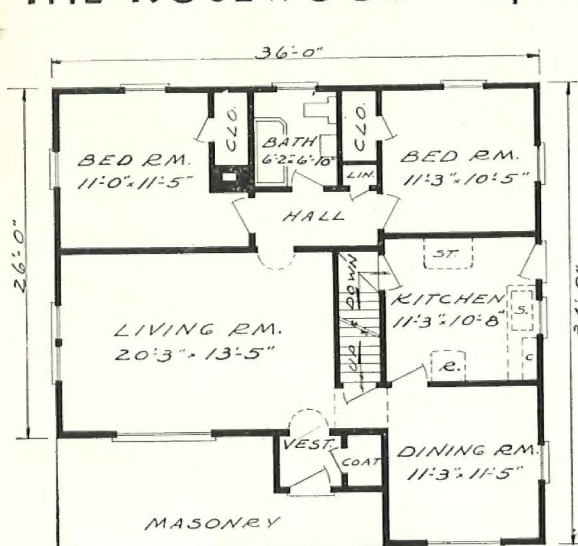 THE ROSEWOOD
36'-0"
26'-0"
BED RM.
11'-0" x 11'-5"
CLO.
BATH
6'-2" x 6'-10"
CLO.
LIN.
BED RM.
11'-3" x 10'-5"
HALL
LIVING RM.
20'-3" x 13'-5"
DOWN
UP
ST.
KITCHEN
11'-3" x 10'-8"
S.
C
R.
VEST.
COAT
DINING RM.
11'-3" x 11'-5"
MASONRY